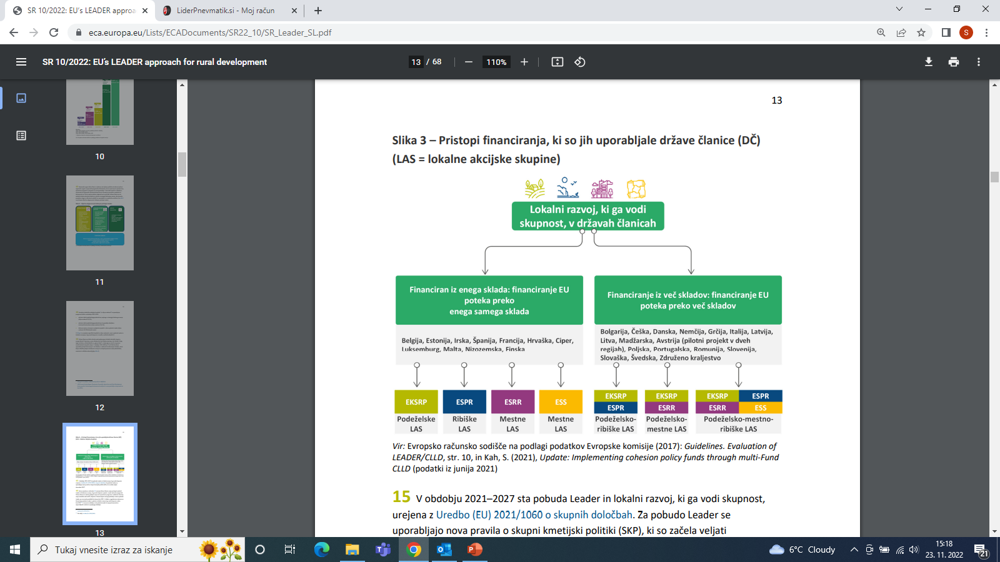 SR 10/2022: EU's LEADER approa
LiderPnevmatik.si - Moj račun
eca.europa.eu/Lists/ECADocuments/SR22_10/SR_Leader_SL.pdf
S
SR 10/2022: EU's LEADER approach for rural development
13 / 68
110%
10
11
12
13
13
Slika 3 – Pristopi financiranja, ki so jih uporabljale države članice (DČ)
(LAS = lokalne akcijske skupine)
Lokalni razvoj, ki ga vodi
skupnost, v državah članicah
Financiran iz enega sklada: financiranje EU
poteka preko
enega samega sklada
Belgija, Estonija, Irska, Španija, Francija, Hrvaška, Ciper,
Luksemburg, Malta, Nizozemska, Finska
Financiranje iz več skladov: financiranje EU
poteka preko več skladov
Bolgarija, Češka, Danska, Nemčija, Grčija, Italija, Latvija,
Litva, Madžarska, Avstrija (pilotni projekt v dveh
regijah), Poljska, Portugalska, Romunija, Slovenija,
Slovaška, Švedska, Združeno kraljestvo
EKSRP
Podeželske
LAS
ESPR
Ribiške
LAS
ESRR
Mestne
LAS
ESS
Mestne
LAS
EKSRP
ESPR
Podeželsko-
ribiške LAS
EKSRP
ESRR
Podeželsko-
mestne LAS
EKSRP ESPR
ESRR ESS
Podeželsko-mestno-
ribiške LAS
Vir: Evropsko računsko sodišče na podlagi podatkov Evropske komisije (2017): Guidelines. Evaluation of
LEADER/CLLD, str. 10, in Kah, S. (2021), Update: Implementing cohesion policy funds through multi-Fund
CLLD (podatki iz junija 2021)
15 V obdobju 2021–2027 sta pobuda Leader in lokalni razvoj, ki ga vodi skupnost,
urejena z Uredbo (EU) 2021/1060 o skupnih določbah. Za pobudo Leader se
uporabljajo nova pravila o skupni kmetijski politiki (SKP), ki so začela veljati
Tukaj vnesite izraz za iskanje
6°C Cloudy
15:18
23. 11. 2022
21